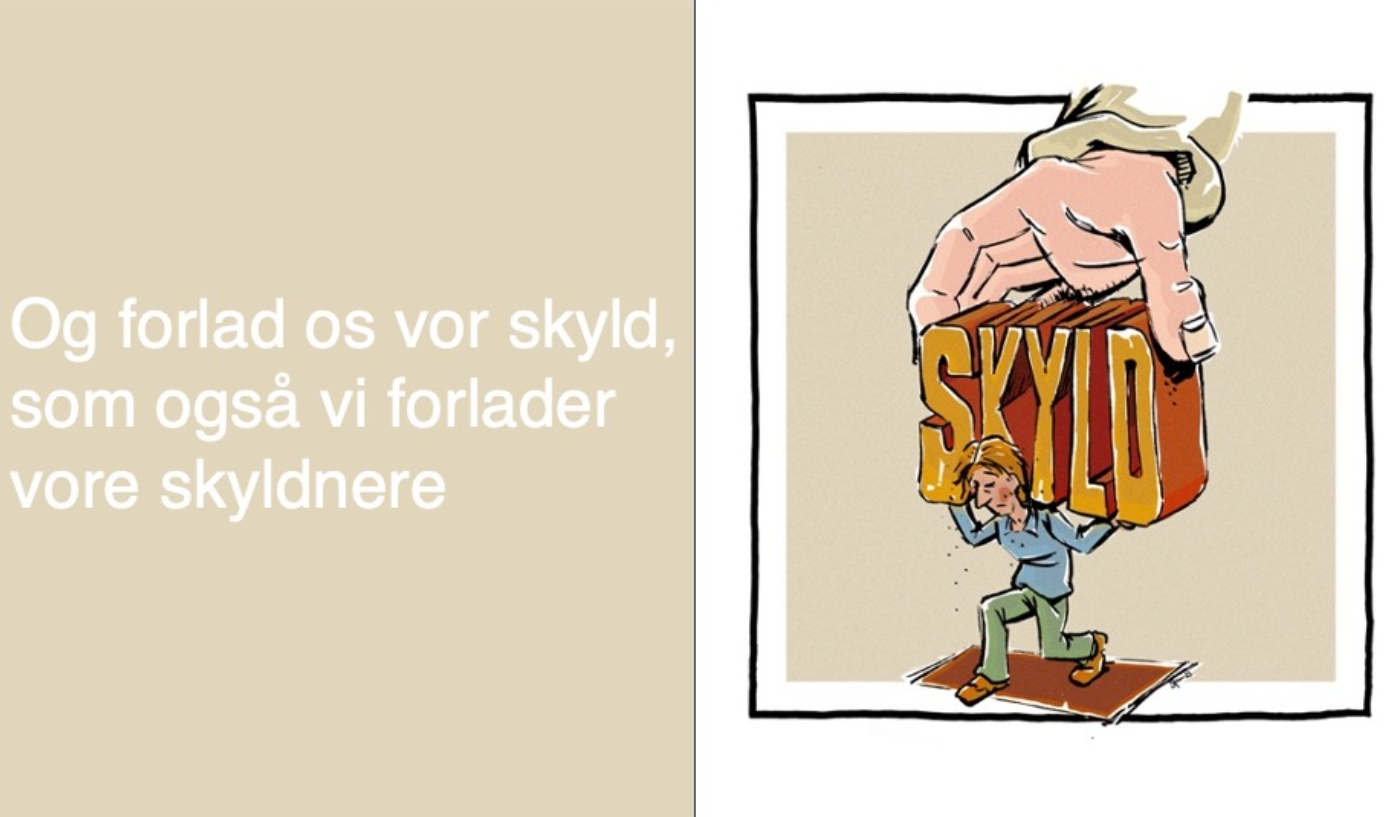 Og forlad os vor skyld,
som også vi forlader
vore skyldnere
SKYLD